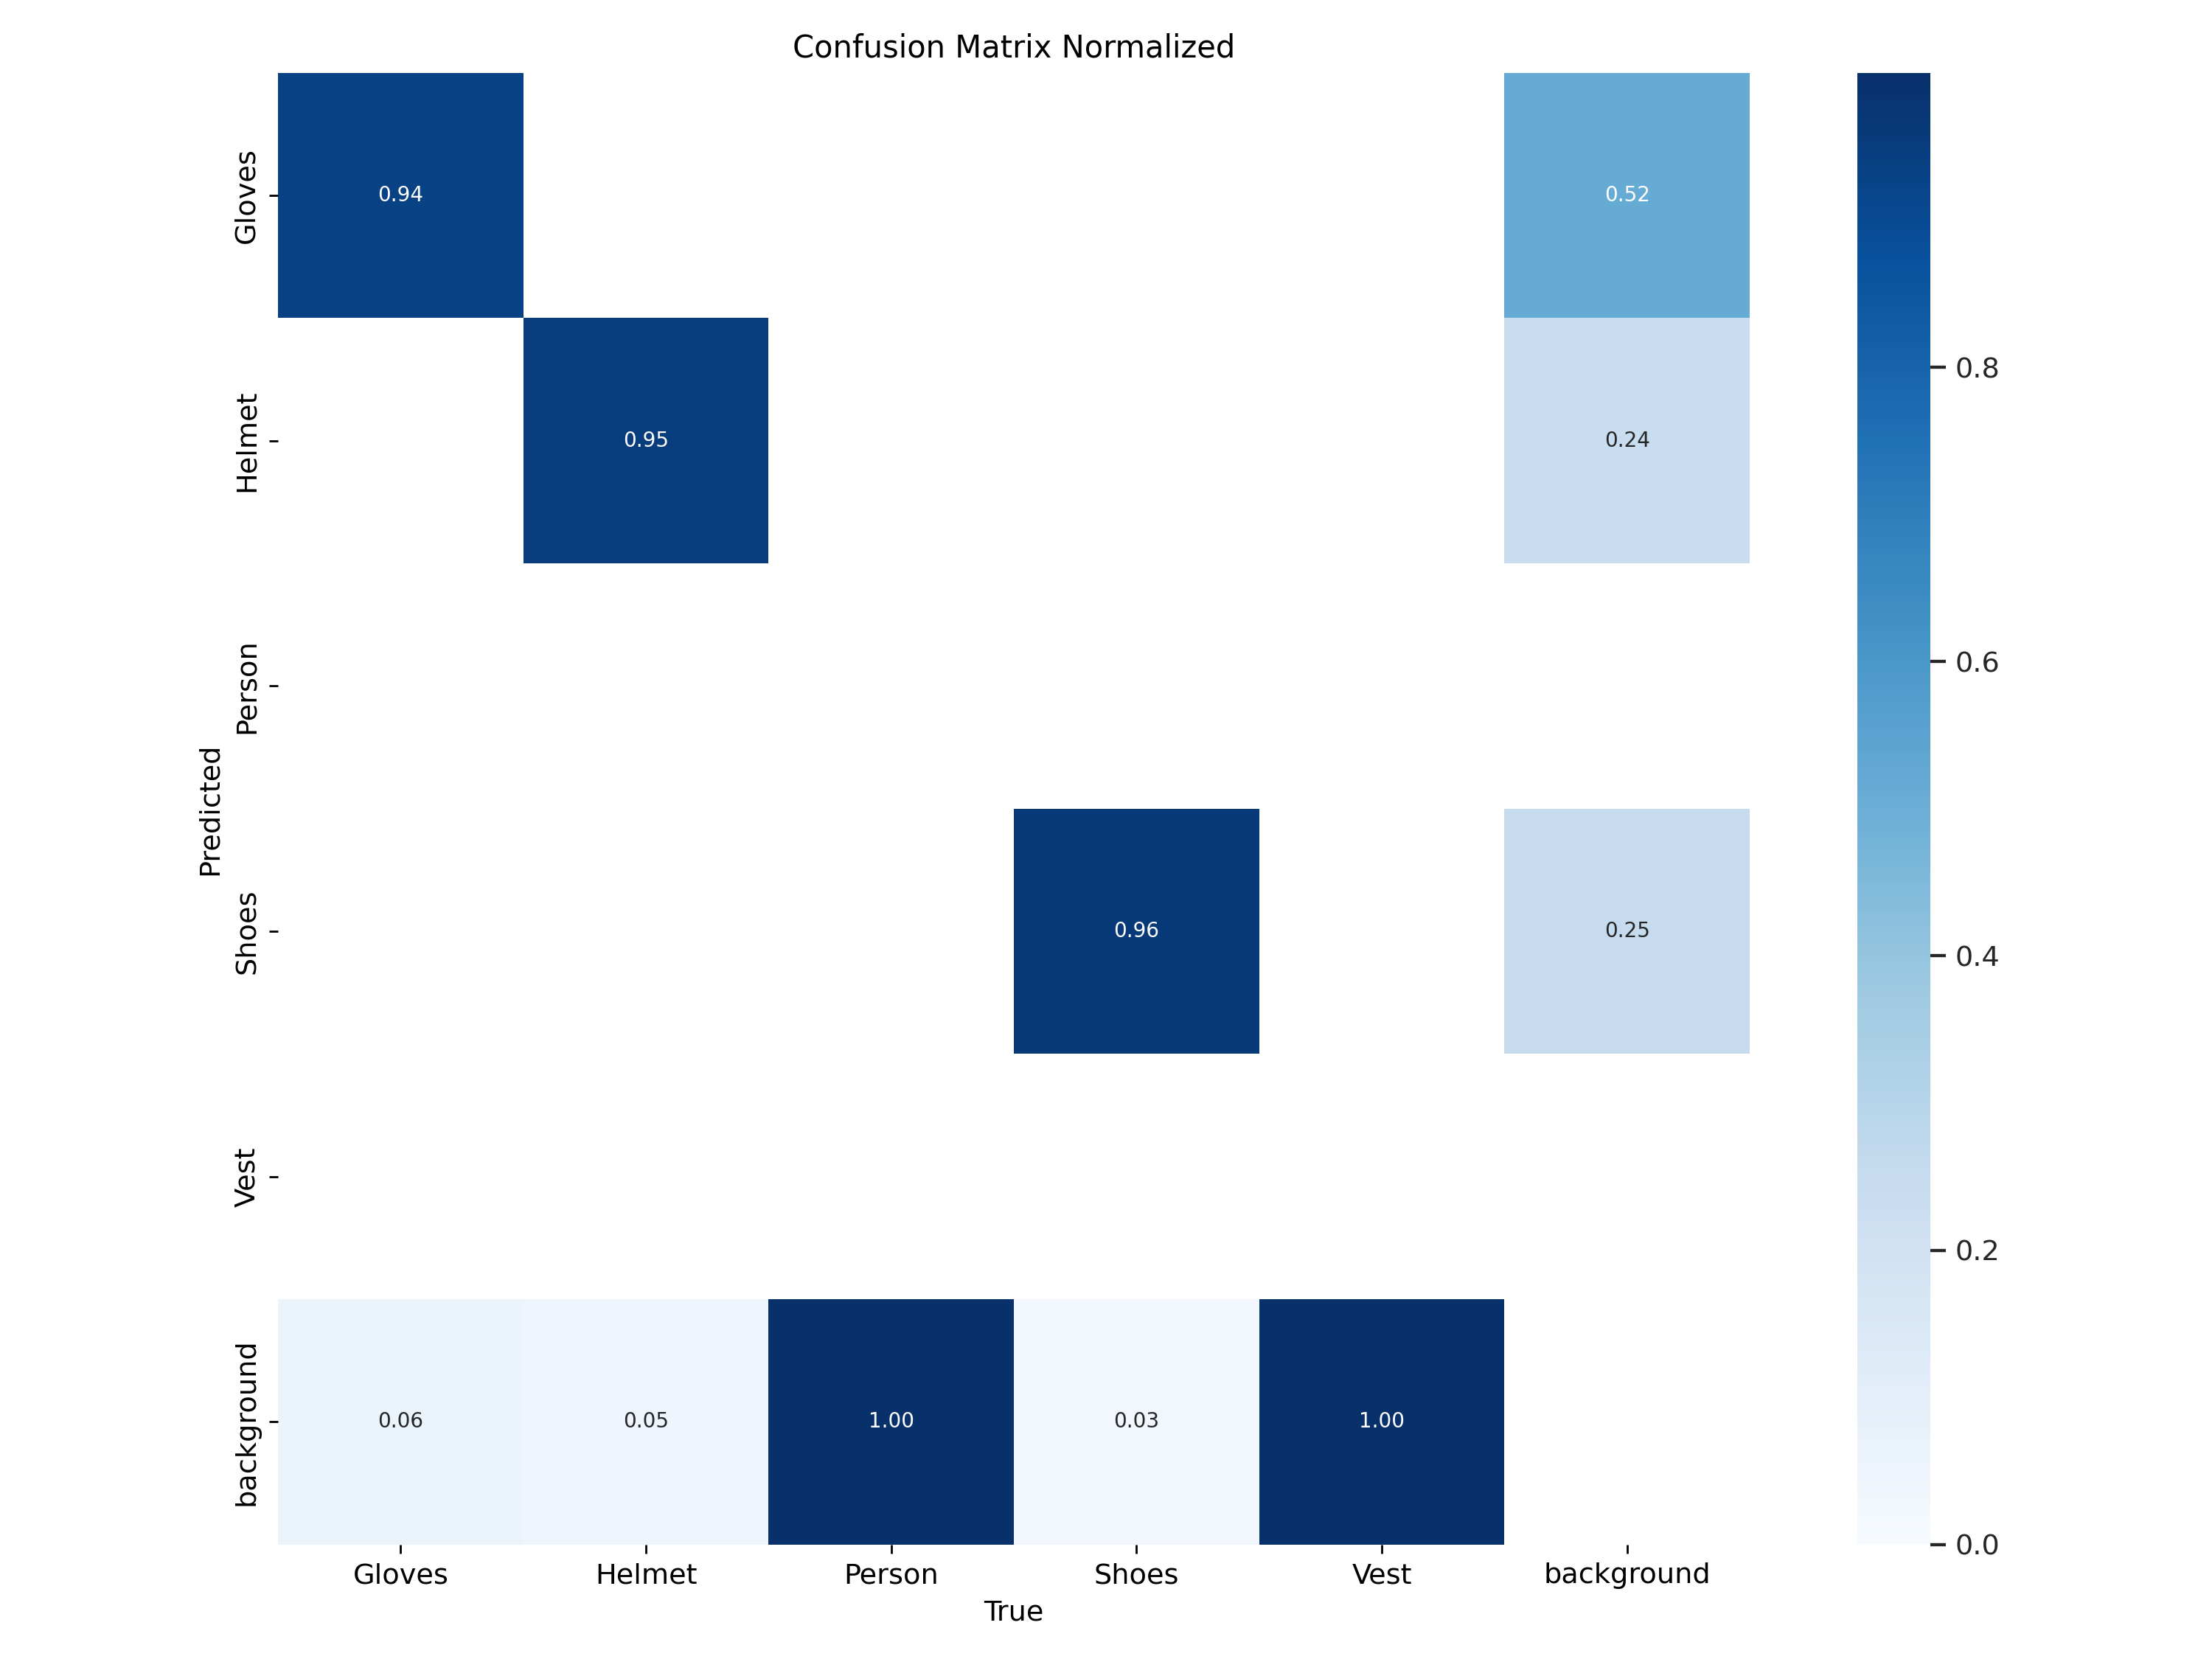 Confusion Matrix Normalized
Gloves
0.94
0.52
Helmet
0.95
0.24
Person
Shoes
0.96
0.25
Vest
background
0.06
0.05
1.00
0.03
1.00
Predicted
Gloves
Helmet
Person
Shoes
Vest
background
True
0.8
0.6
0.4
0.2
0.0